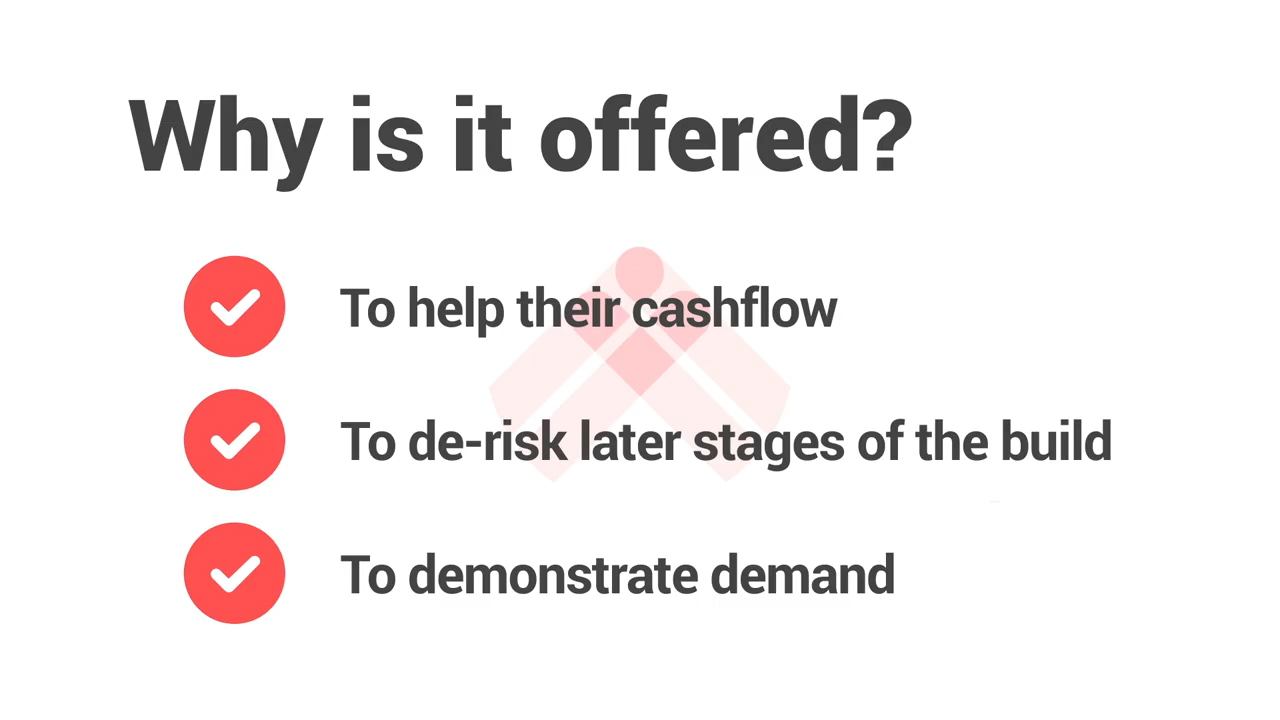 Why is it offered?
To help their cashflow
To de-risk later stages of the build
To demonstrate demand